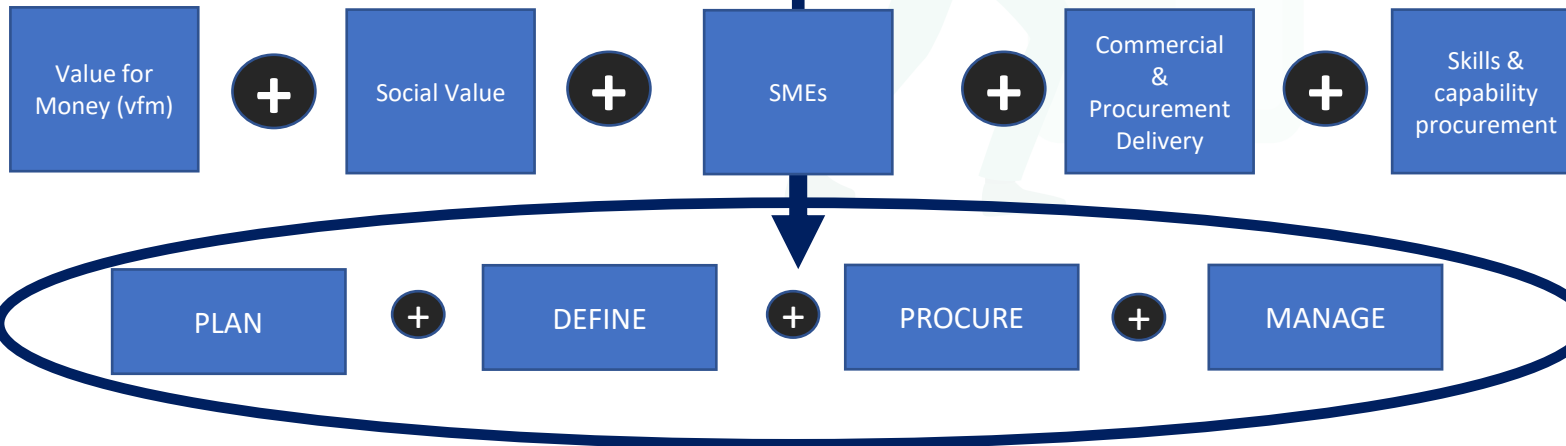 Value for
Money (vfm)
+
Social Value
+
SMEs
+
Commercial
&
Procurement
Delivery
+
Skills &
capability
procurement
PLAN
+
DEFINE
+
PROCURE
+
MANAGE